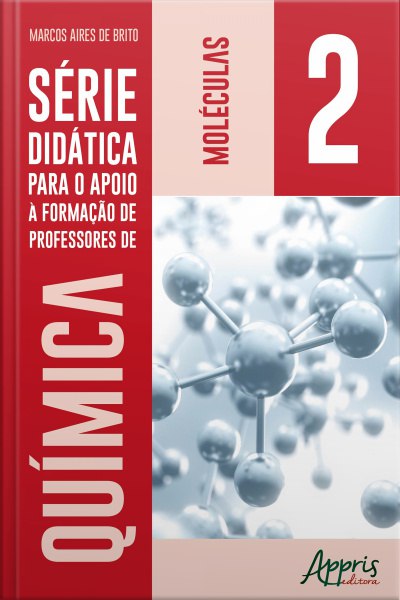 MARCOS AIRES DE BRITO
SÉRIE
DIDÁTICA
PARA O APOIO
À FORMAÇÃO DE
PROFESSORES DE
QUÍMICA
MOLÉCULAS
2
Appris
editora